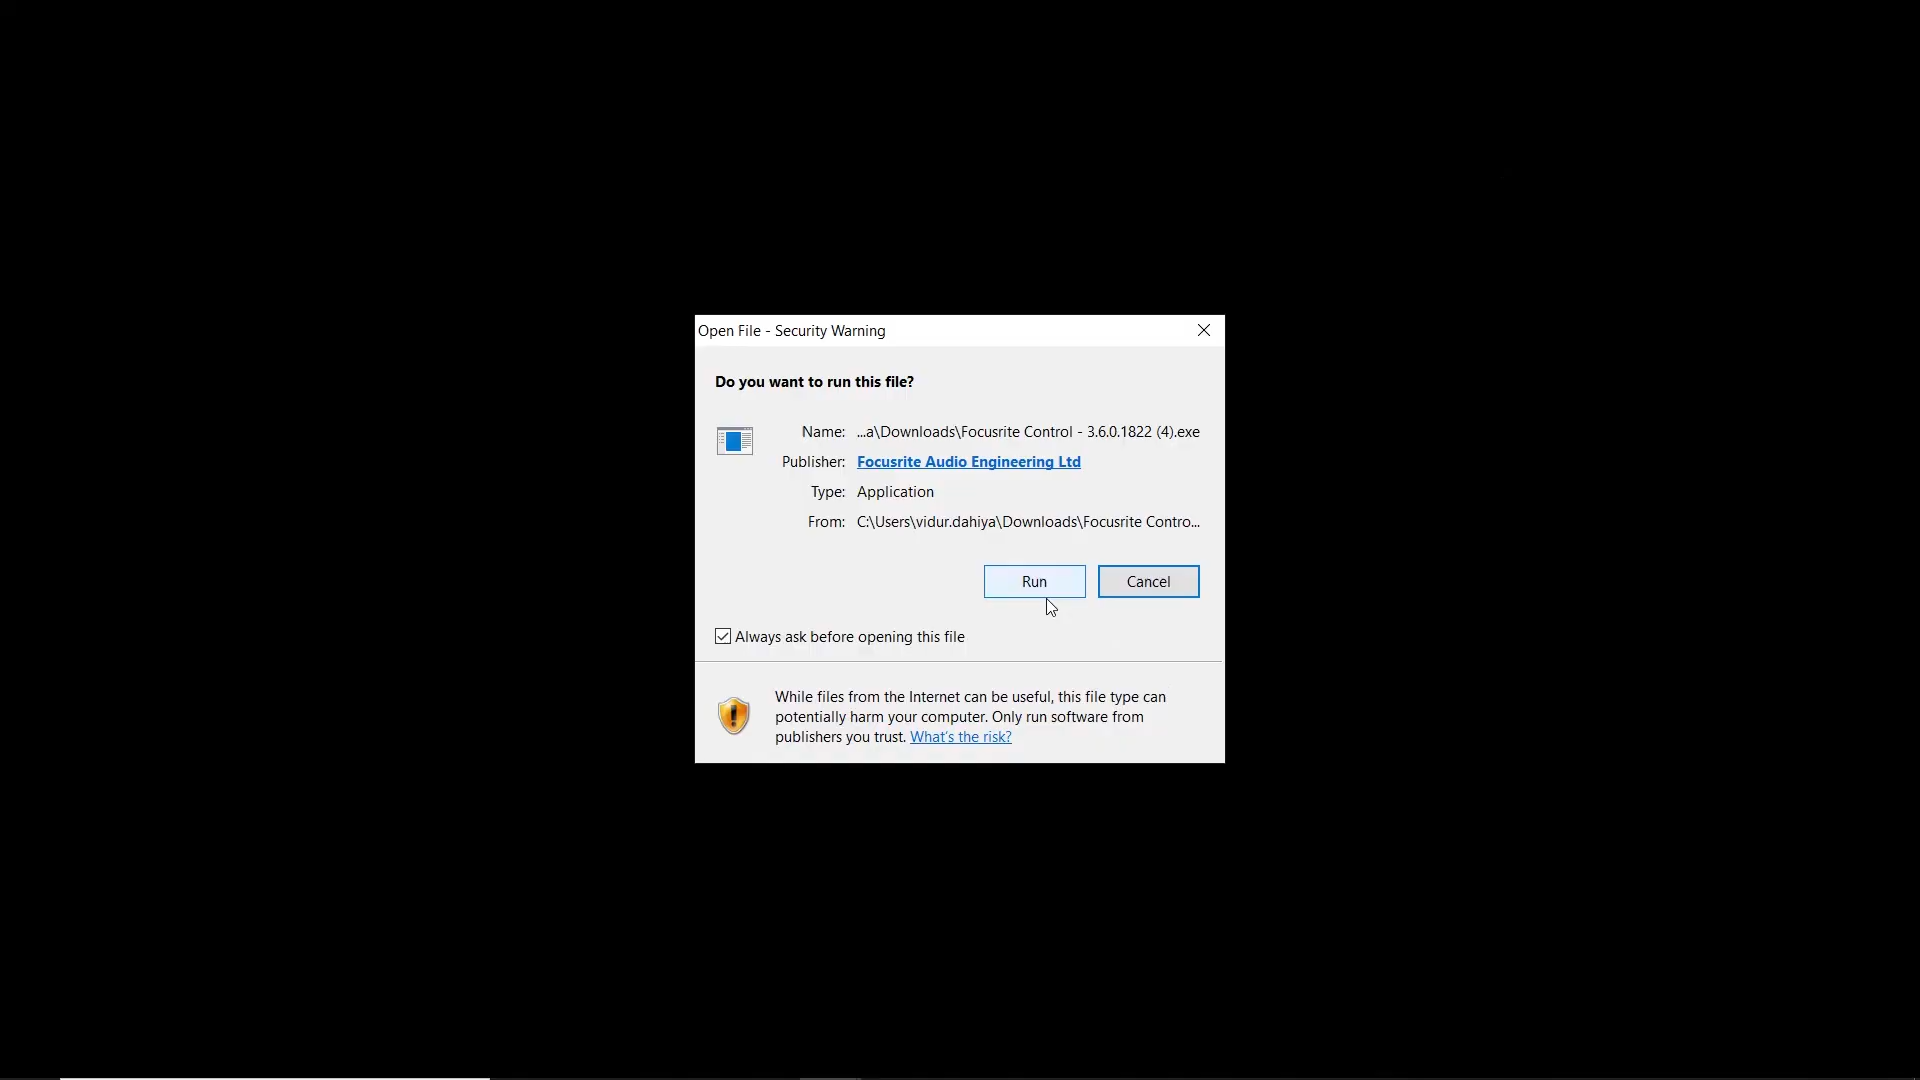 Open File - Security Warning
Do you want to run this file?
Name: ...a\Downloads\Focusrite Control - 3.6.0.1822 (4).exe
Publisher: Focusrite Audio Engineering Ltd
Type: Application
From: C:\Users\vidur.dahiya\Downloads\Focusrite Contro...
Run Cancel
Always ask before opening this file
While files from the Internet can be useful, this file type can
potentially harm your computer. Only run software from
publishers you trust. What's the risk?